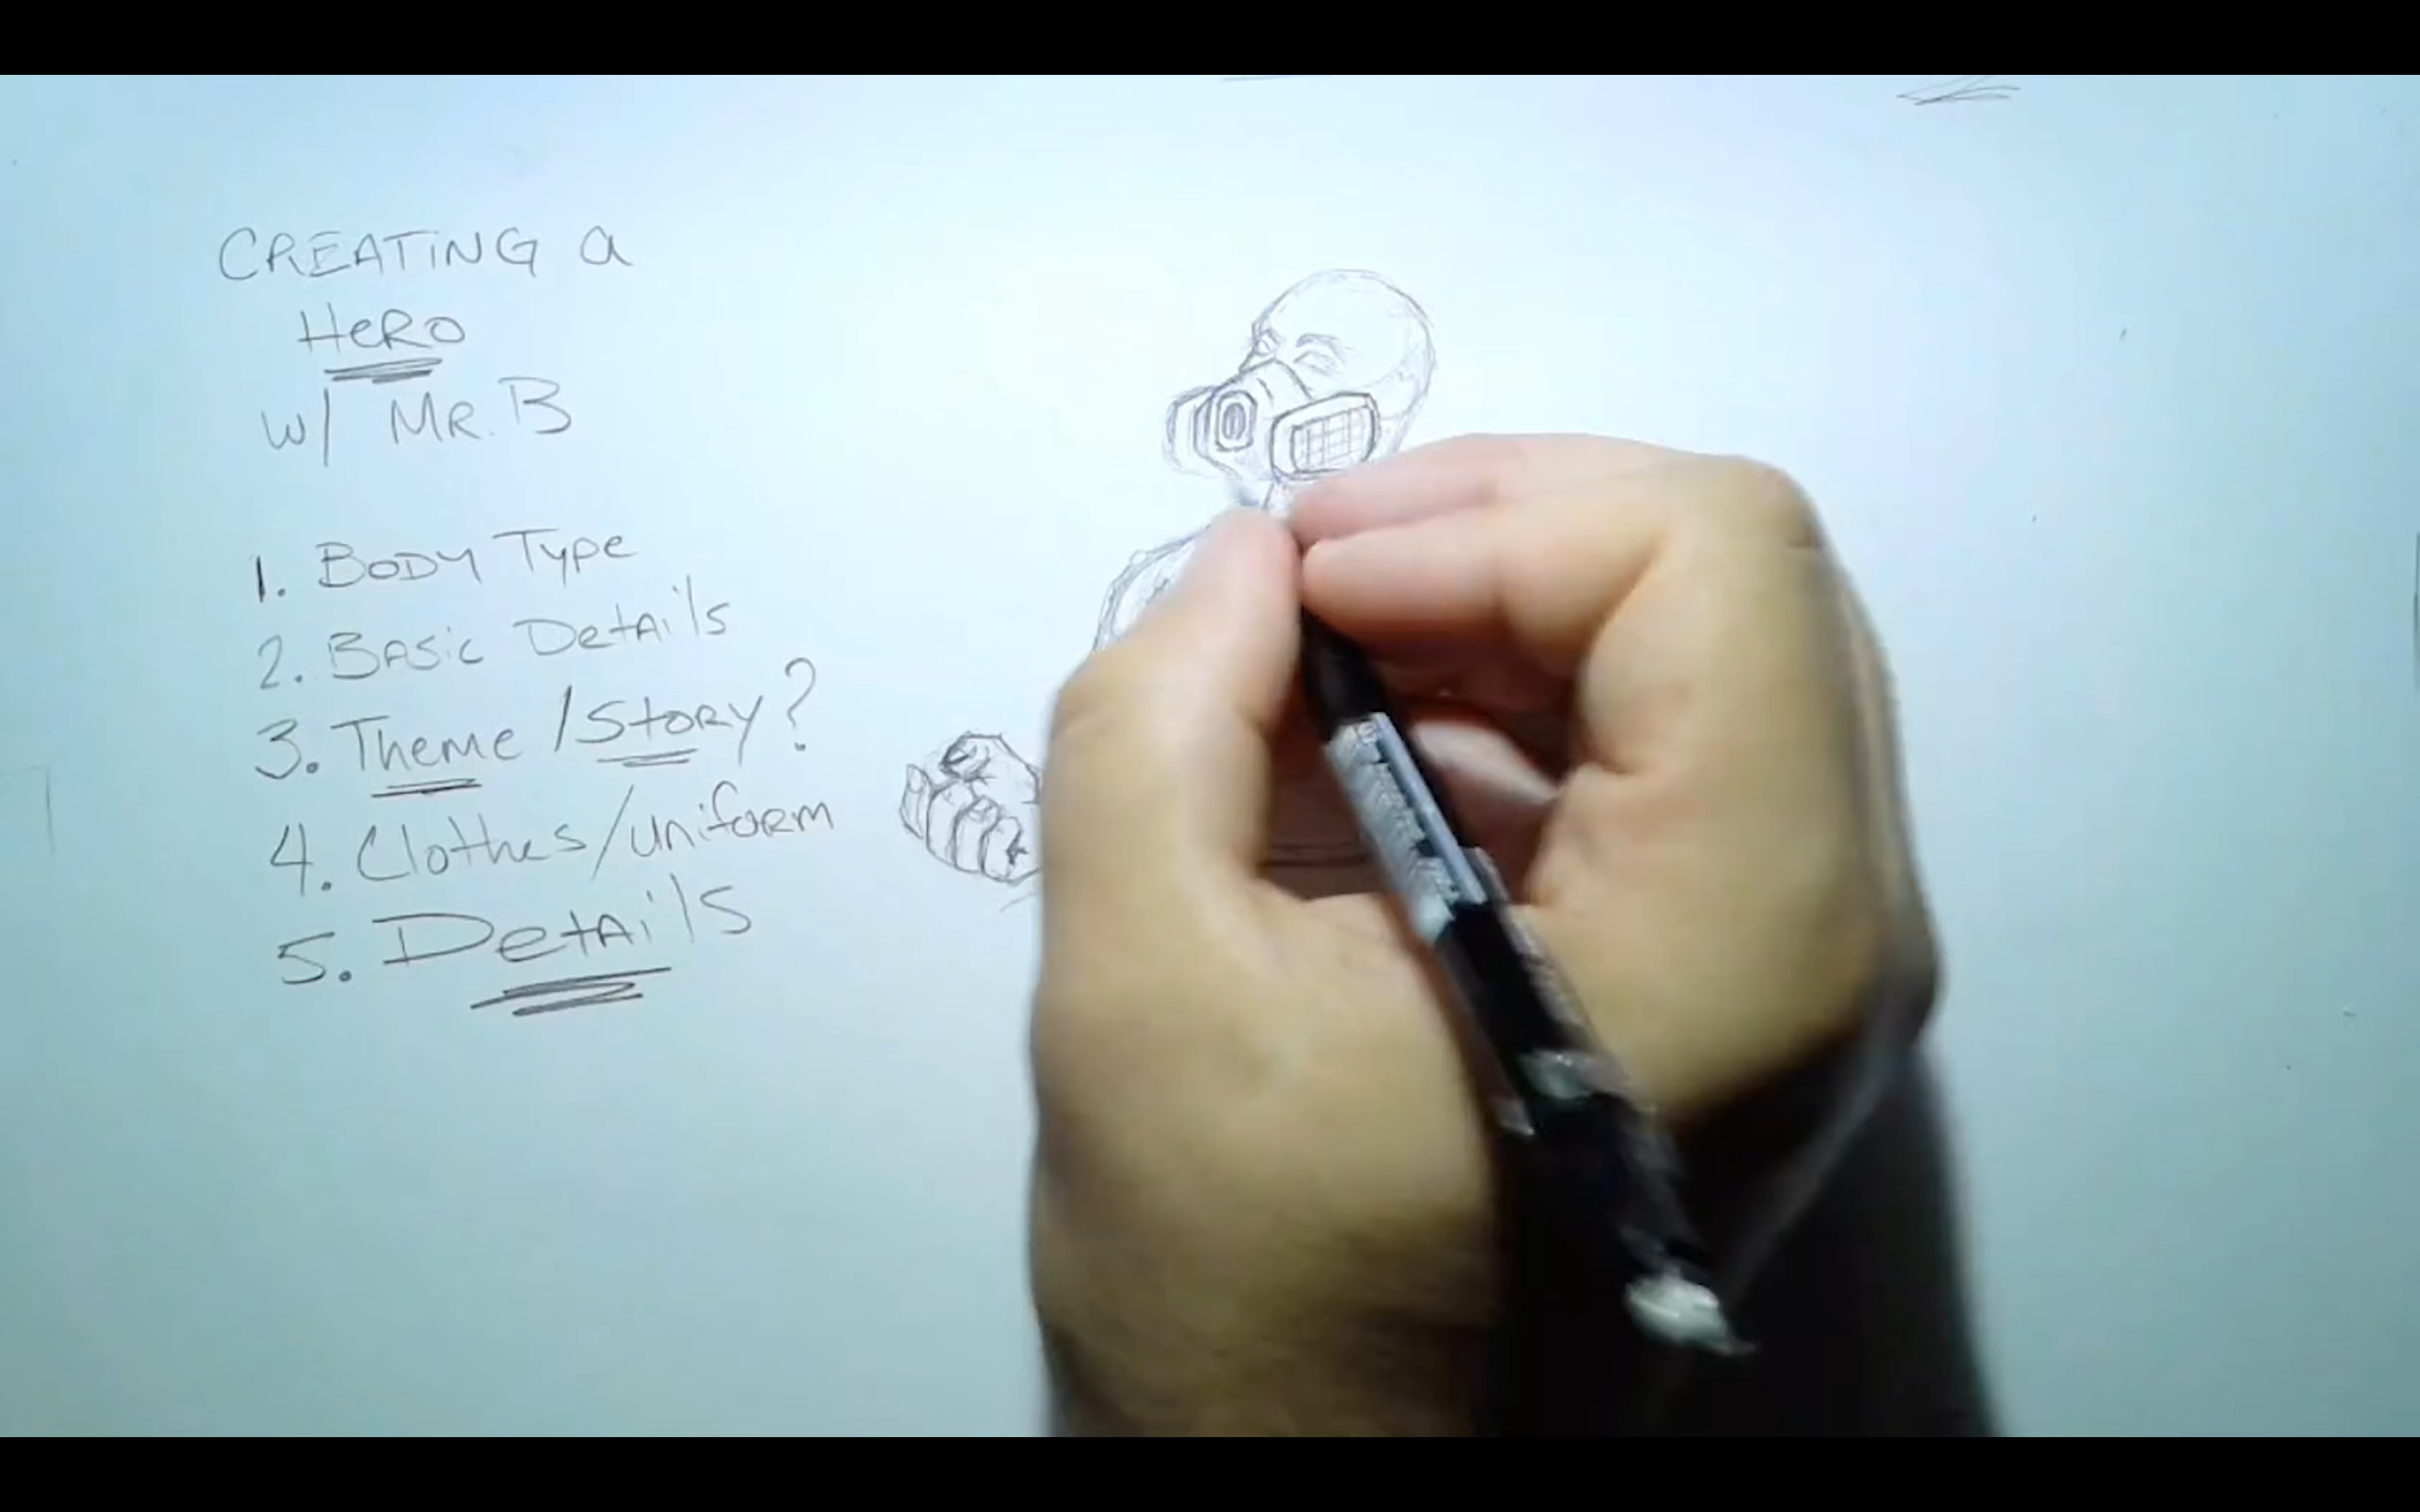 CREATING a
HeRO
w/ MR. B
1. BODY Type
2. BASiC DetAils
3. Theme / StORy?
4. Clothes/unifoRm
5. DetAils